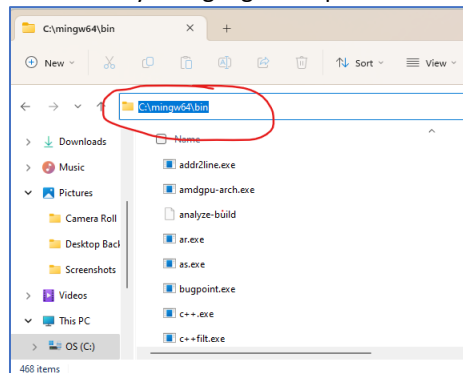 C:\mingw64\bin
New
Sort
View
C:\mingw64\bin
Downloads
Name
Music
addr2line.exe
Pictures
amdgpu-arch.exe
Camera Roll
analyze-build
Desktop Back
ar.exe
Screenshots
as.exe
Videos
bugpoint.exe
This PC
c++.exe
OS (C:)
c++filt.exe
468 items